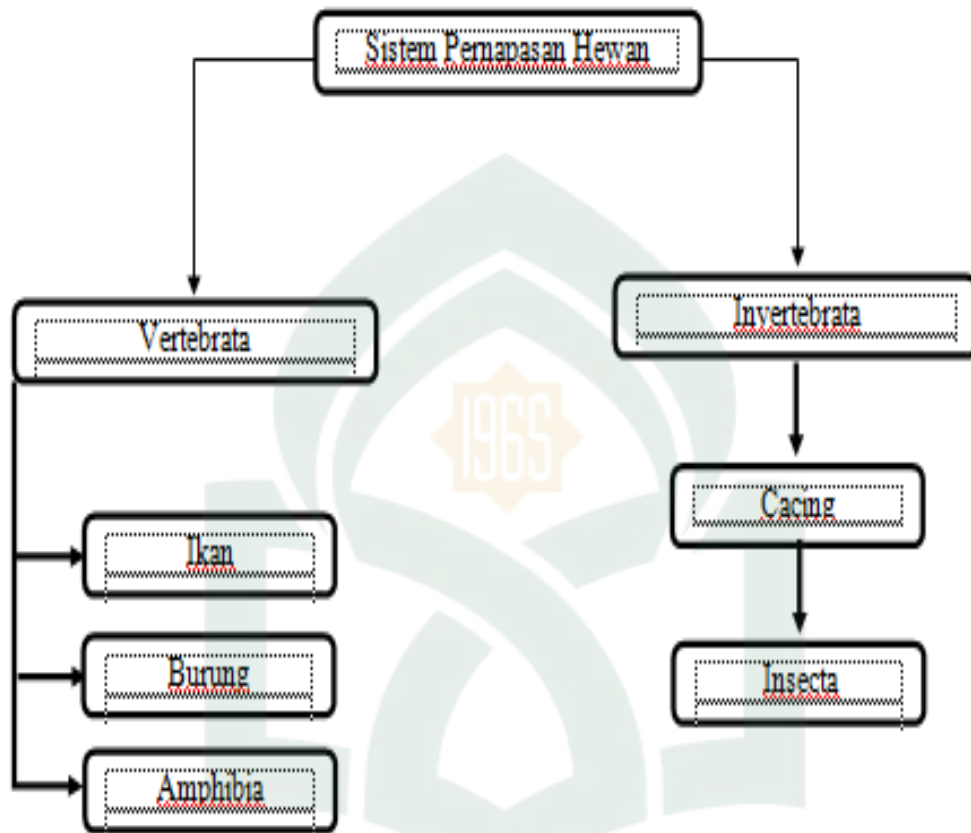 Sistem Pernapasan Hewan
Vertebrata
Invertebrata
1965
Ikan
Burung
Amphibia
Cacing
Insecta